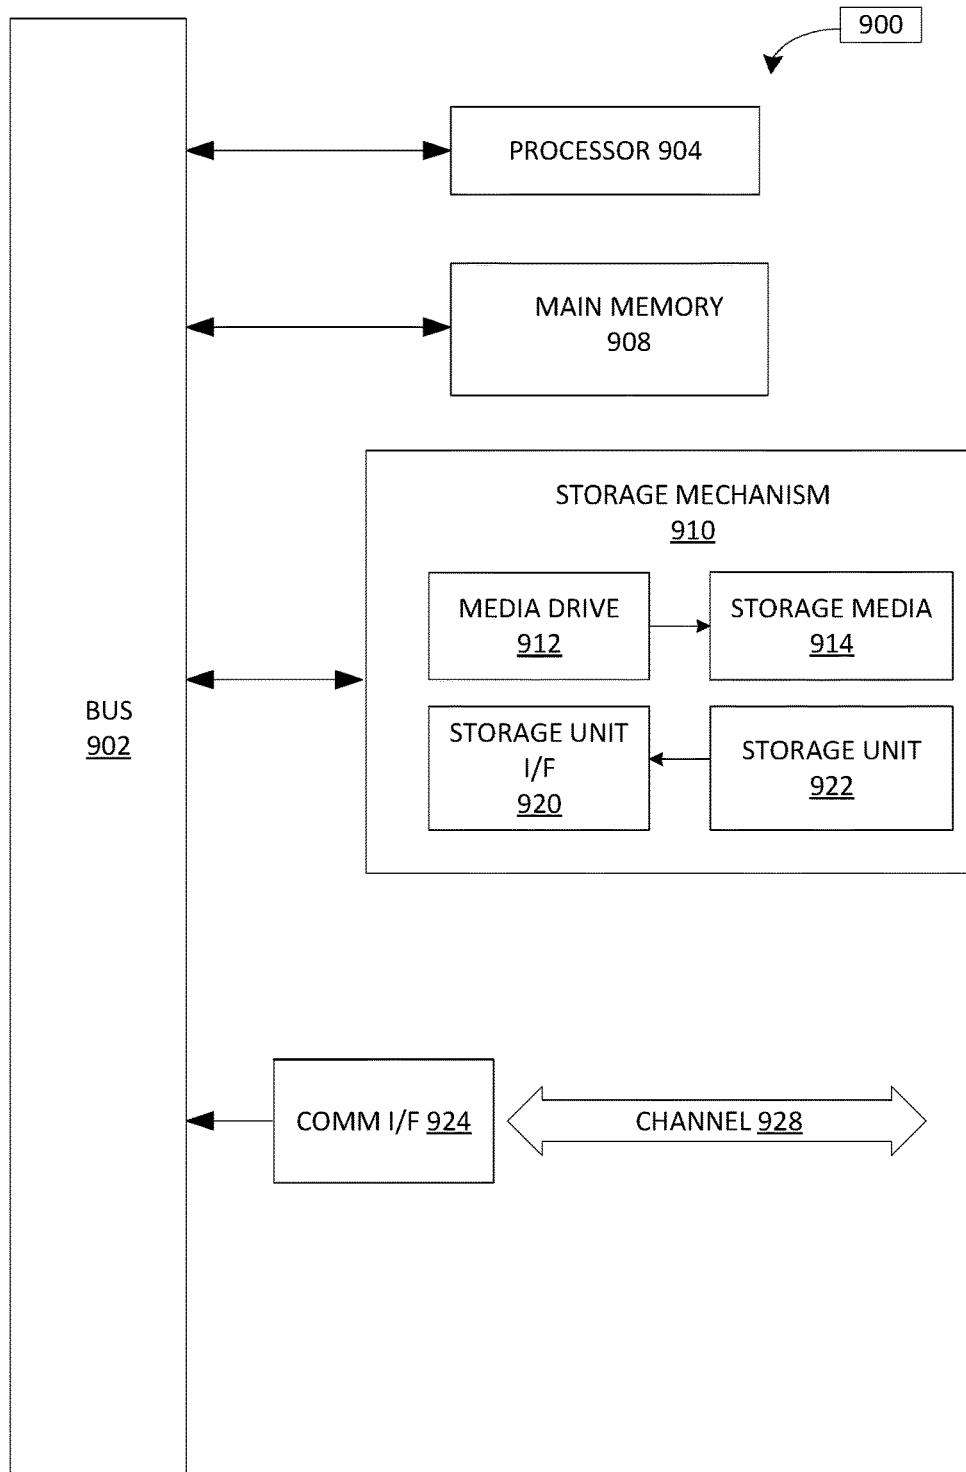 900
PROCESSOR 904
MAIN MEMORY
908
STORAGE MECHANISM
910
MEDIA DRIVE
912
STORAGE MEDIA
914
BUS
902
STORAGE UNIT
I/F
920
STORAGE UNIT
922
COMM I/F 924
CHANNEL 928